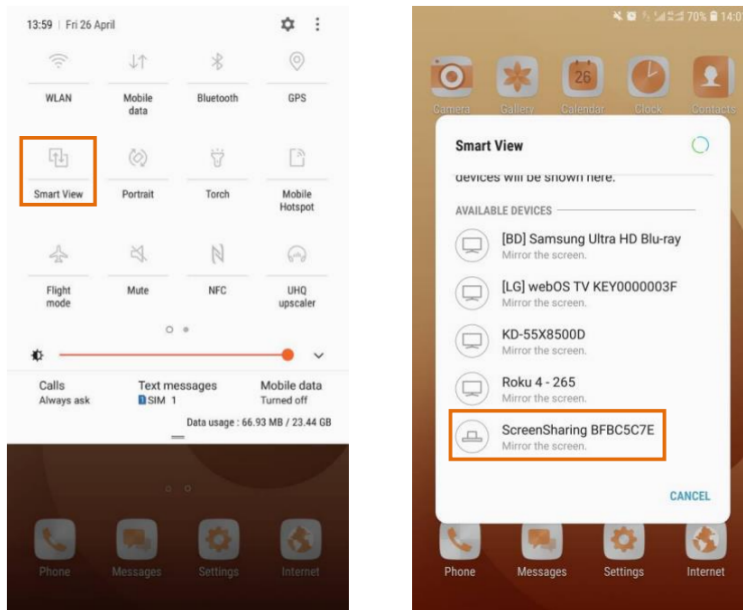 13:59 | Fri 26 April
WLAN
Mobile
data
Bluetooth
GPS
Smart View
Portrait
Torch
Mobile
Hotspot
Flight
mode
Mute
NFC
UHQ
upscaler
Calls
Always ask
Text messages
SIM 1
Mobile data
Turned off
Data usage : 66.93 MB / 23.44 GB
Phone
Messages
Settings
Internet
70% 14:0
26
Camera
Gallery
Calendar
Clock
Contacts
Smart View
devices will be shown here.
AVAILABLE DEVICES
[BD] Samsung Ultra HD Blu-ray
Mirror the screen.
[LG] webOS TV KEY0000003F
Mirror the screen.
KD-55X8500D
Mirror the screen.
Roku 4 - 265
Mirror the screen.
ScreenSharing BFBC5C7E
Mirror the screen.
CANCEL
Phone
Messages
Settings
Internet